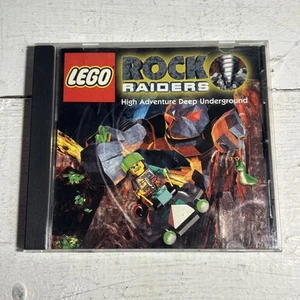 LEGO
ROCK
RAIDERS
High Adventure Deep Underground